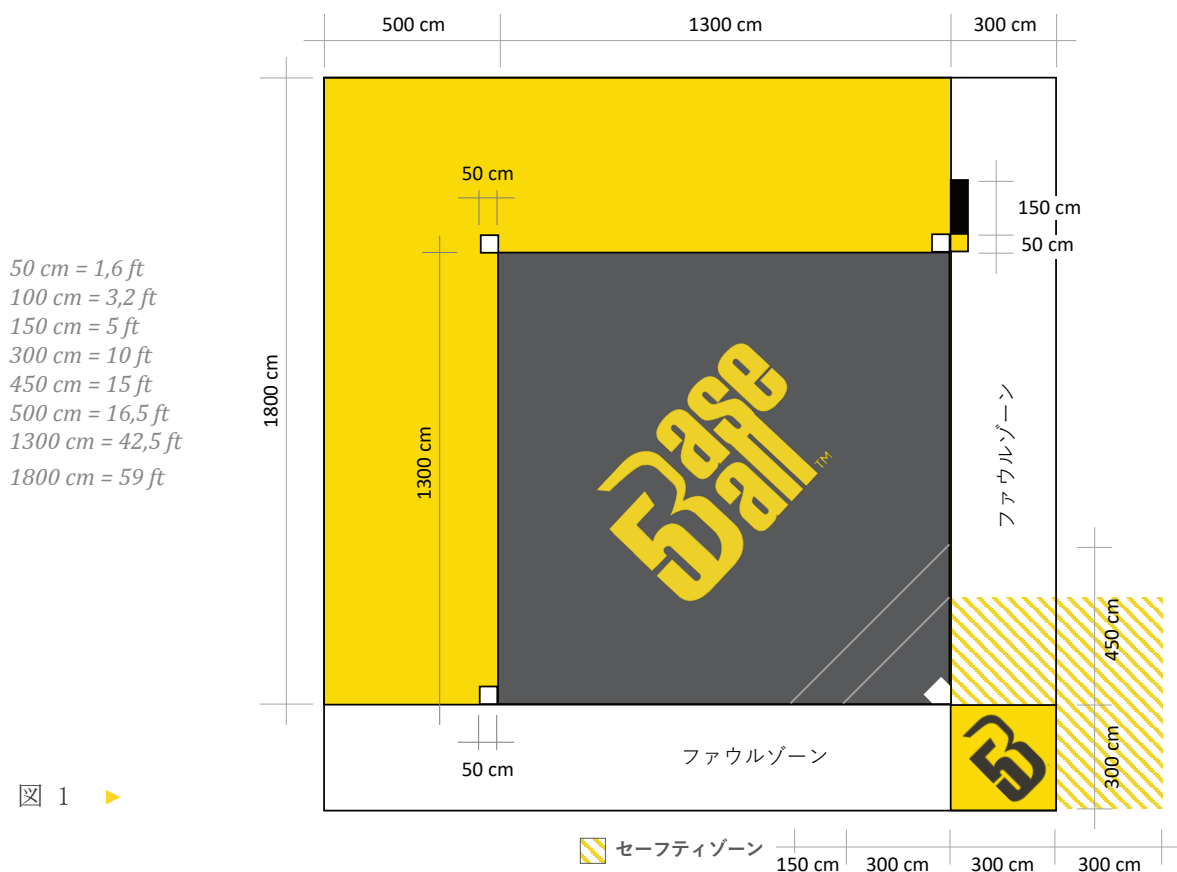 500 cm
1300 cm
300 cm
50 cm
150 cm
50 cm
50 cm = 1,6 ft
100 cm = 3,2 ft
150 cm = 5 ft
300 cm = 10 ft
450 cm = 15 ft
500 cm = 16,5 ft
1300 cm = 42,5 ft
1800 cm = 59 ft
1800 cm
1300 cm
Base
5all™
ファウルゾーン
450 cm
300 cm
ファウルゾーン
50 cm
B5
図 1
セーフティゾーン
150 cm
300 cm
300 cm
300 cm